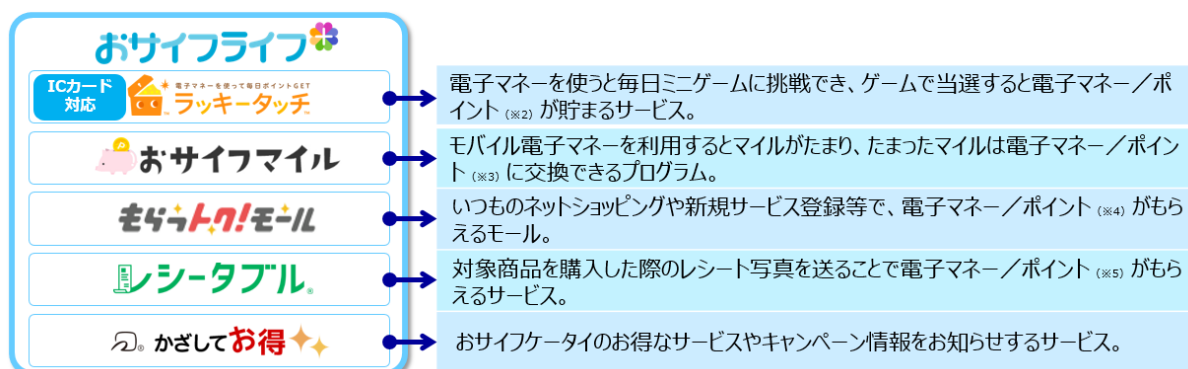 おサイフライフ
ICカード
対応
電子マネーを使って毎日ポイントGET
ラッキータッチ
電子マネーを使うと毎日ミニゲームに挑戦でき、ゲームで当選すると電子マネー／ポ
イント (※2) が貯まるサービス。
おサイフマイル
モバイル電子マネーを利用するとマイルがたまり、たまったマイルは電子マネー／ポイン
ト (※3) に交換できるプログラム。
もらっトク!モール
いつものネットショッピングや新規サービス登録等で、電子マネー／ポイント (※4) がもら
えるモール。
レシータブル®
対象商品を購入した際のレシート写真を送ることで電子マネー／ポイント (※5) がもら
えるサービス。
かざしてお得
おサイフケータイのお得なサービスやキャンペーン情報をお知らせするサービス。